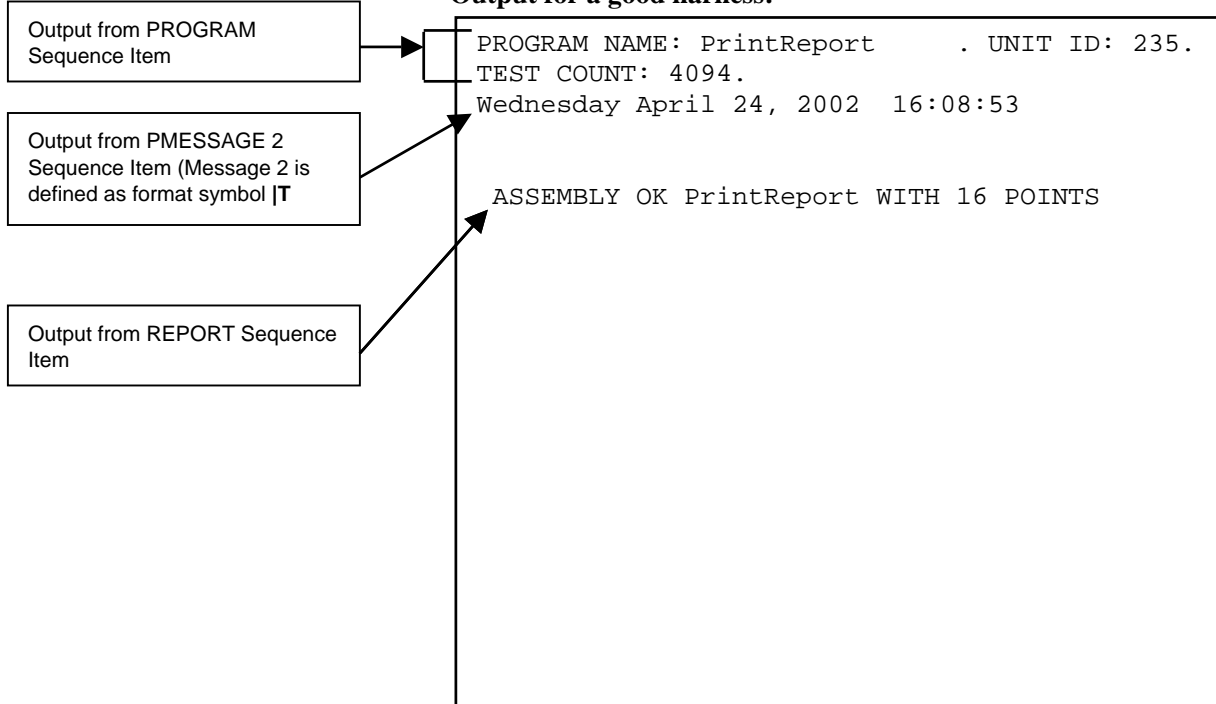 Output for a good harness:
Output from PROGRAM
Sequence Item
PROGRAM NAME: PrintReport     . UNIT ID: 235.
TEST COUNT: 4094.
Wednesday April 24, 2002  16:08:53
Output from PMESSAGE 2
Sequence Item (Message 2 is
defined as format symbol |T
ASSEMBLY OK PrintReport WITH 16 POINTS
Output from REPORT Sequence
Item